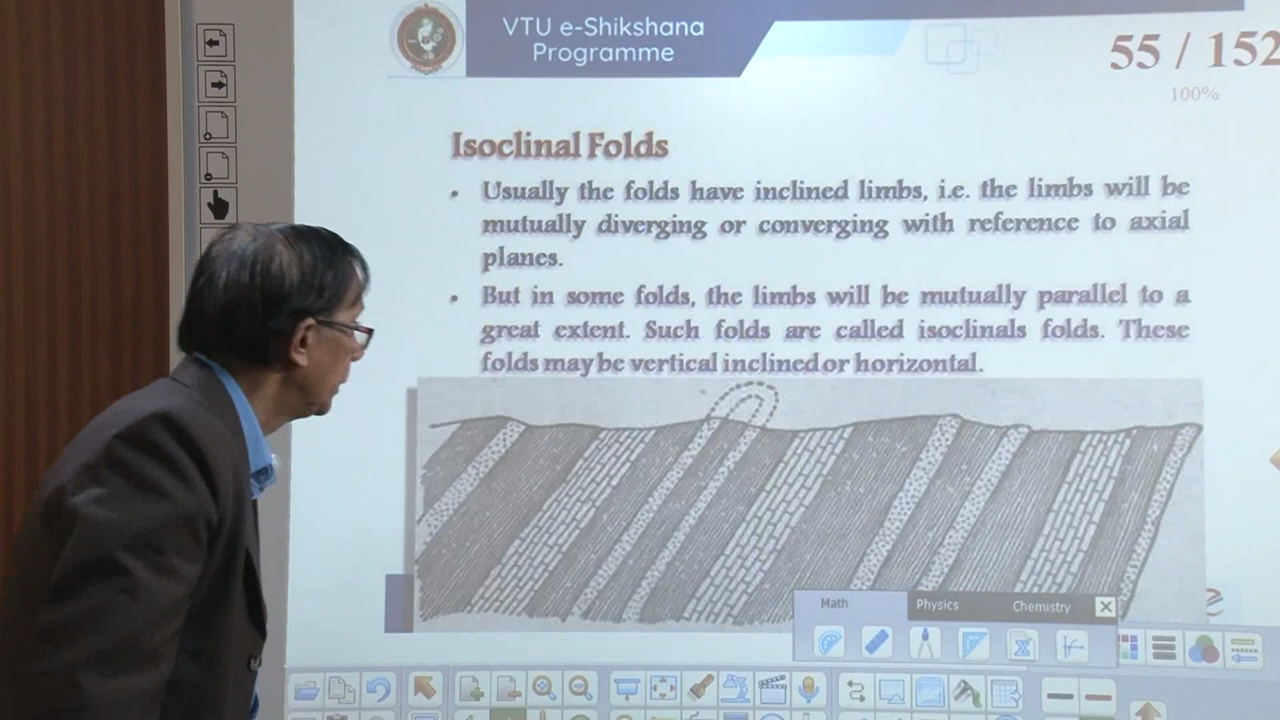 VTU e-Shikshana
Programme
55 / 152
100%
Isoclinal Folds
• Usually the folds have inclined limbs, i.e. the limbs will be
mutually diverging or converging with reference to axial
planes.
• But in some folds, the limbs will be mutually parallel to a
great extent. Such folds are called isoclinals folds. These
folds may be vertical inclined or horizontal.
Math
Physics
Chemistry